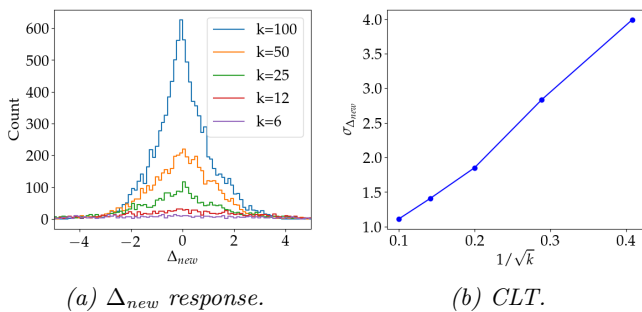 600
500
400
300
200
100
0
Count
−4 −2 0 2 4
Δnew
k=100
k=50
k=25
k=12
k=6
(a) Δnew response.
4.0
3.5
3.0
2.5
2.0
1.5
1.0
σΔnew
0.1 0.2 0.3 0.4
1/√k
(b) CLT.